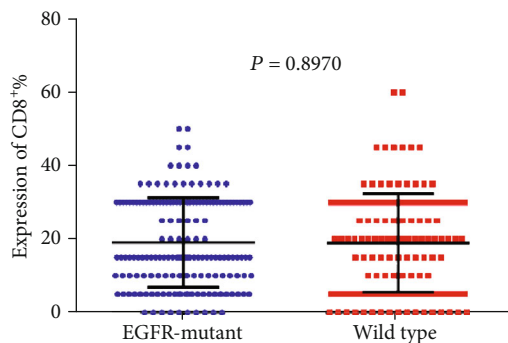 80
60
40
20
0
Expression of CD8⁺%
P = 0.8970
EGFR-mutant
Wild type